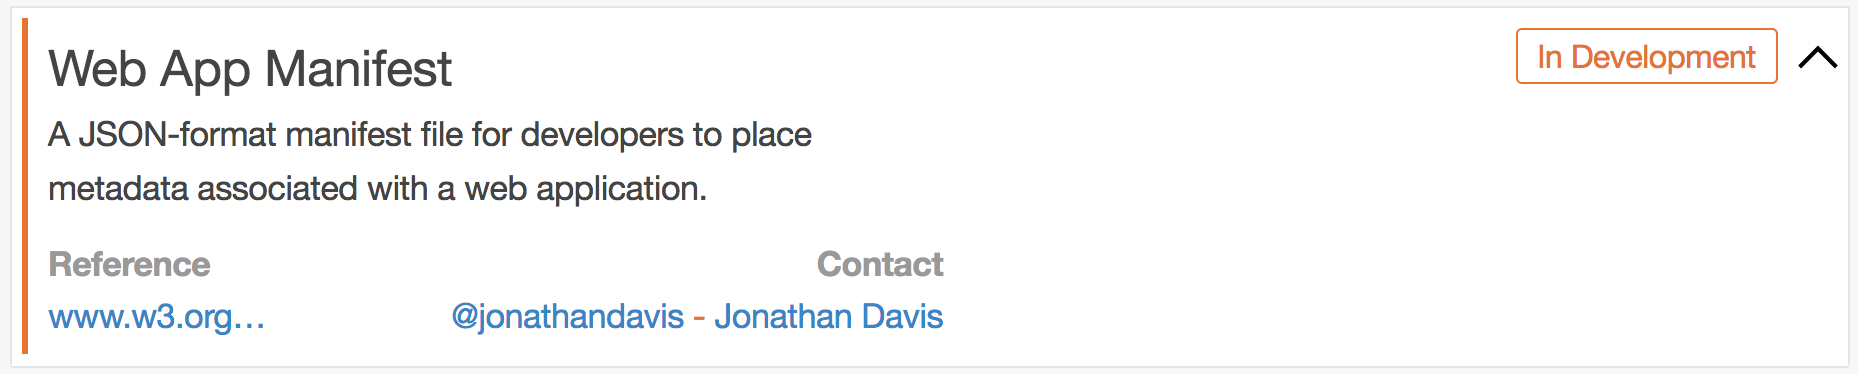 Web App Manifest
In Development
A JSON-format manifest file for developers to place
metadata associated with a web application.
Reference
Contact
www.w3.org…
@jonathandavis - Jonathan Davis